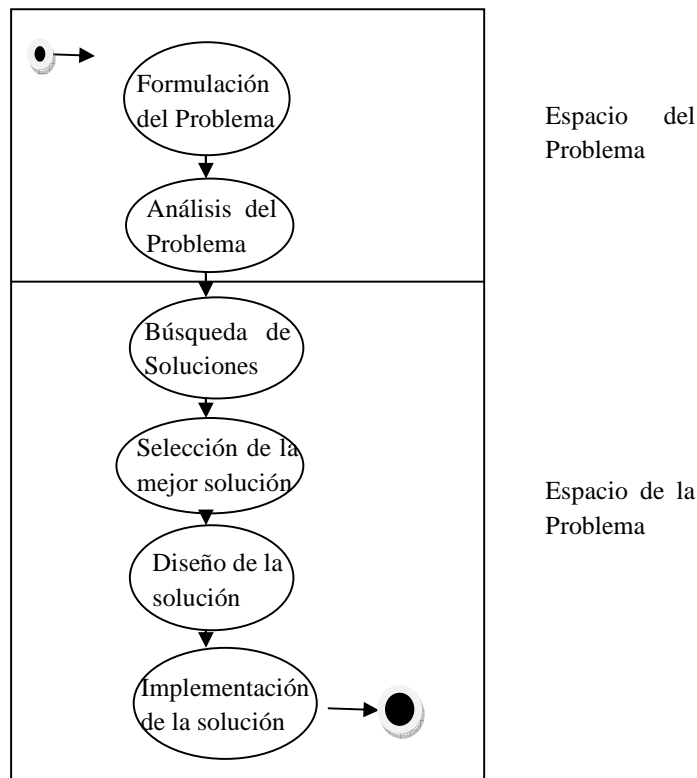 Formulación
del Problema
Espacio del
Problema
Análisis del
Problema
Búsqueda de
Soluciones
Selección de la
mejor solución
Espacio de la
Problema
Diseño de la
solución
Implementación
de la solución